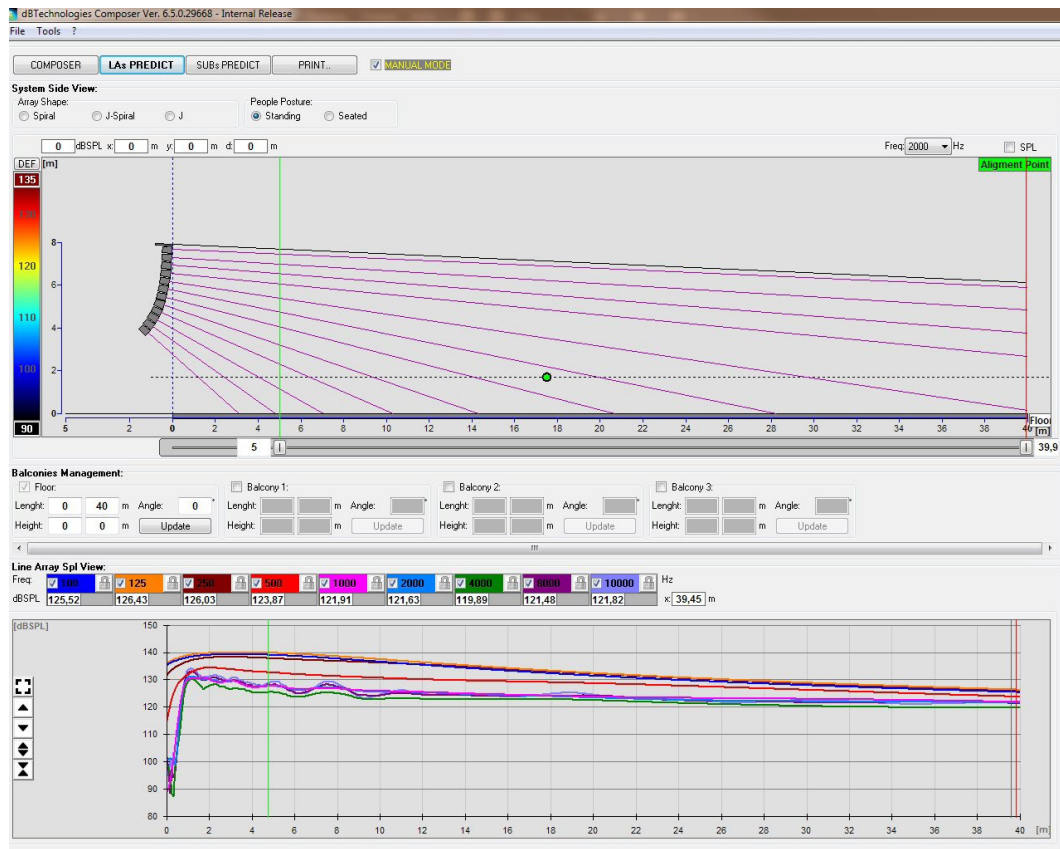 dBTechnologies Composer Ver. 6.5.0.29668 - Internal Release
File Tools ?
COMPOSER LAs PREDICT SUBs PREDICT PRINT.. MANUAL MODE
System Side View:
Array Shape: People Posture:
Spiral J-Spiral J Standing Seated
0 dBSPL x: 0 m y: 0 m d: 0 m Freq: 2000 Hz SPL
DEF [m] Aligment Point
135
8
120
6
110
4
100
2
0
90
5 2 0 2 4 6 8 10 12 14 16 18 20 22 24 26 28 30 32 34 36 38 40 Floor
[m]
5 39,9
Balconies Management:
Floor: Balcony 1: Balcony 2: Balcony 3:
Lenght: 0 40 m Angle: 0 ° Lenght: m Angle: ° Lenght: m Angle: ° Lenght: m Angle: °
Height: 0 0 m Update Height: m Update Height: m Update Height: m Update
Line Array Spl View:
Freq: 100 125 250 500 1000 2000 4000 8000 10000 Hz
dBSPL 125,52 126,43 126,03 123,87 121,91 121,63 119,89 121,48 121,82 x: 39,45 m
[dBSPL] 150
140
130
120
110
100
90
80
0 2 4 6 8 10 12 14 16 18 20 22 24 26 28 30 32 34 36 38 40 [m]